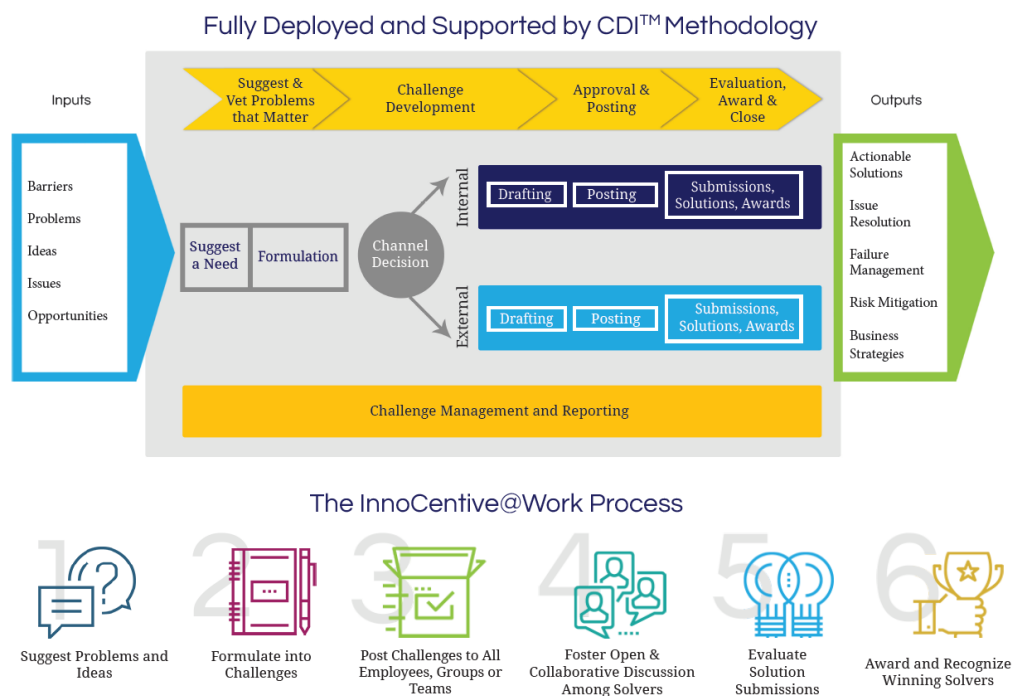 Fully Deployed and Supported by CDI™ Methodology
Inputs
Suggest &
Vet Problems
that Matter
Challenge
Development
Approval &
Posting
Evaluation,
Award &
Close
Outputs
Barriers
Problems
Ideas
Issues
Opportunities
Suggest
a Need
Formulation
Channel
Decision
Internal
Drafting
Posting
Submissions,
Solutions, Awards
External
Drafting
Posting
Submissions,
Solutions, Awards
Actionable
Solutions
Issue
Resolution
Failure
Management
Risk Mitigation
Business
Strategies
Challenge Management and Reporting
The InnoCentive@Work Process
1
Suggest Problems and
Ideas
2
Formulate into
Challenges
3
Post Challenges to All
Employees, Groups or
Teams
4
Foster Open &
Collaborative Discussion
Among Solvers
5
Evaluate
Solution
Submissions
6
Award and Recognize
Winning Solvers